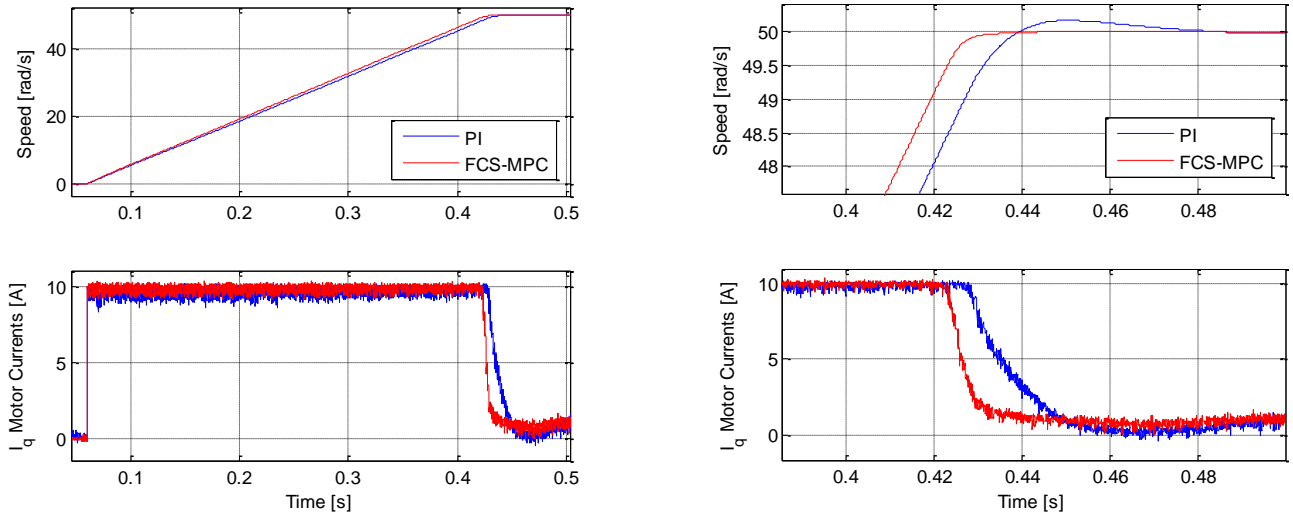 Speed [rad/s]
40
20
0
PI
FCS-MPC
0.1 0.2 0.3 0.4 0.5
Speed [rad/s]
50
49.5
49
48.5
48
PI
FCS-MPC
0.4 0.42 0.44 0.46 0.48
I_q Motor Currents [A]
10
5
0
0.1 0.2 0.3 0.4 0.5
Time [s]
I_q Motor Currents [A]
10
5
0
0.4 0.42 0.44 0.46 0.48
Time [s]